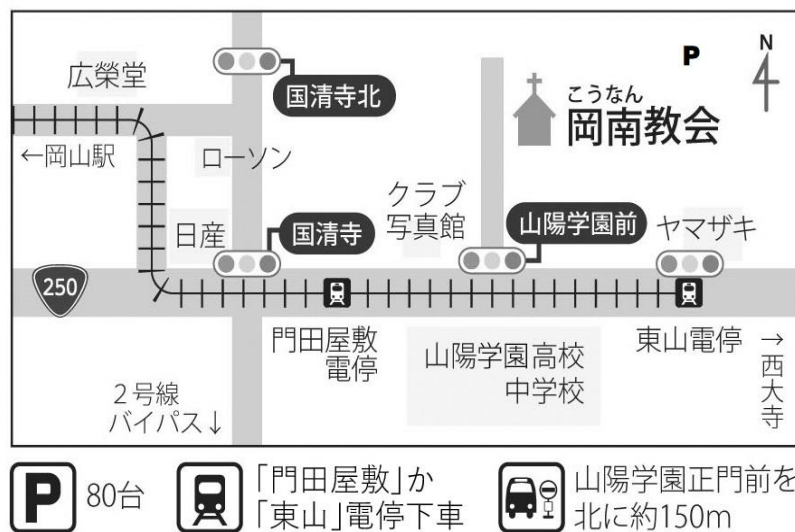 P
N
広榮堂
国清寺北
こうなん
岡南教会
←岡山駅
ローソン
クラブ
写真館
日産
国清寺
山陽学園前
ヤマザキ
250
門田屋敷
電停
山陽学園高校
中学校
東山電停
→西大寺
2号線
バイパス↓
P 80台
「門田屋敷」か
「東山」電停下車
山陽学園正門前を
北に約150m